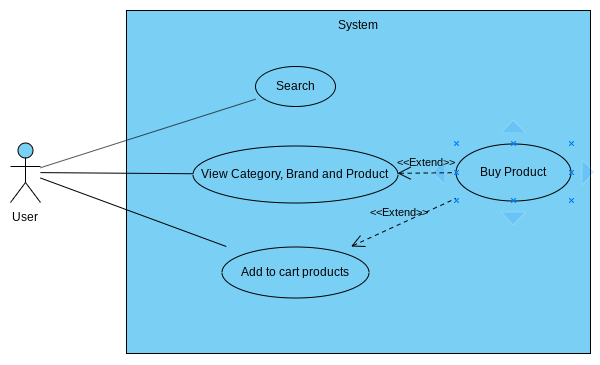 System
Search
<<Extend>>
View Category, Brand and Product
Buy Product
<<Extend>>
User
Add to cart products